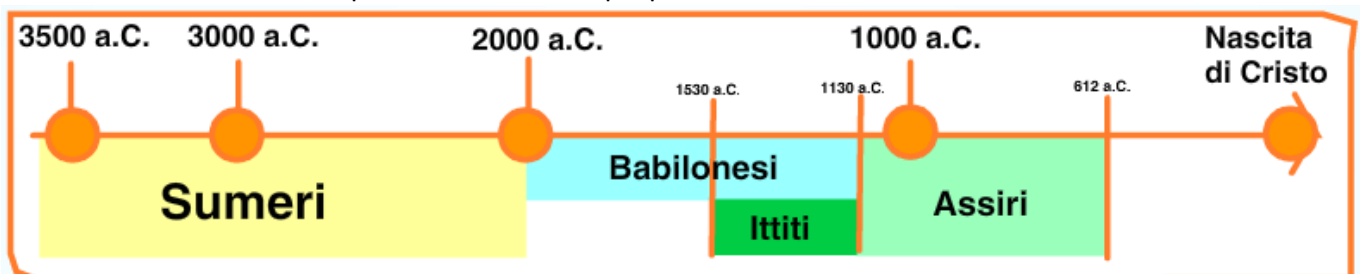 3500 a.C. 3000 a.C. 2000 a.C. 1000 a.C. Nascita
di Cristo
1530 a.C. 1130 a.C. 612 a.C.
Babilonesi
Sumeri
Assiri
Ittiti